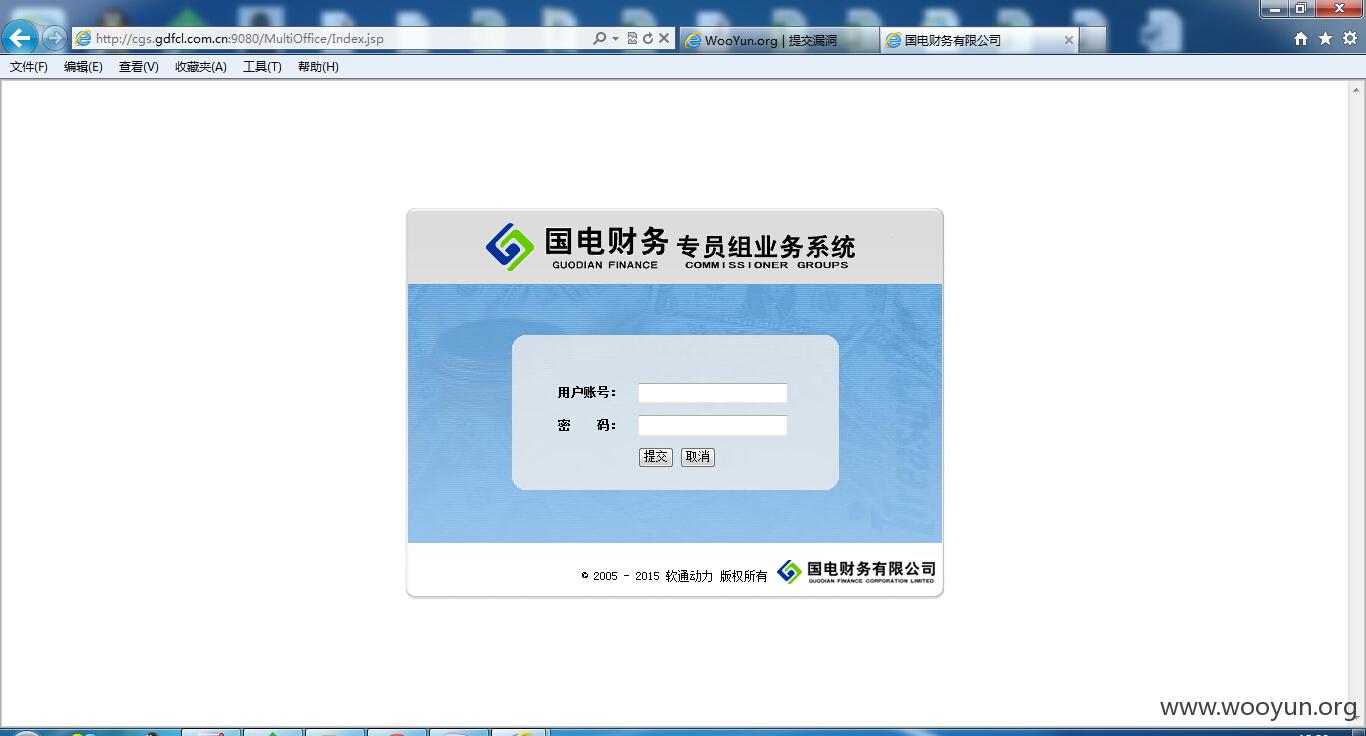 http://cgs.gdfcl.com.cn:9080/MultiOffice/Index.jsp
WooYun.org | 提交漏洞
国电财务有限公司
文件(F) 编辑(E) 查看(V) 收藏夹(A) 工具(T) 帮助(H)
国电财务 专员组业务系统
GUODIAN FINANCE COMMISSIONER GROUPS
用户账号：
密 码：
提交 取消
© 2005 - 2015 软通动力 版权所有
国电财务有限公司
GUODIAN FINANCE CORPORATION LIMITED
www.wooyun.org